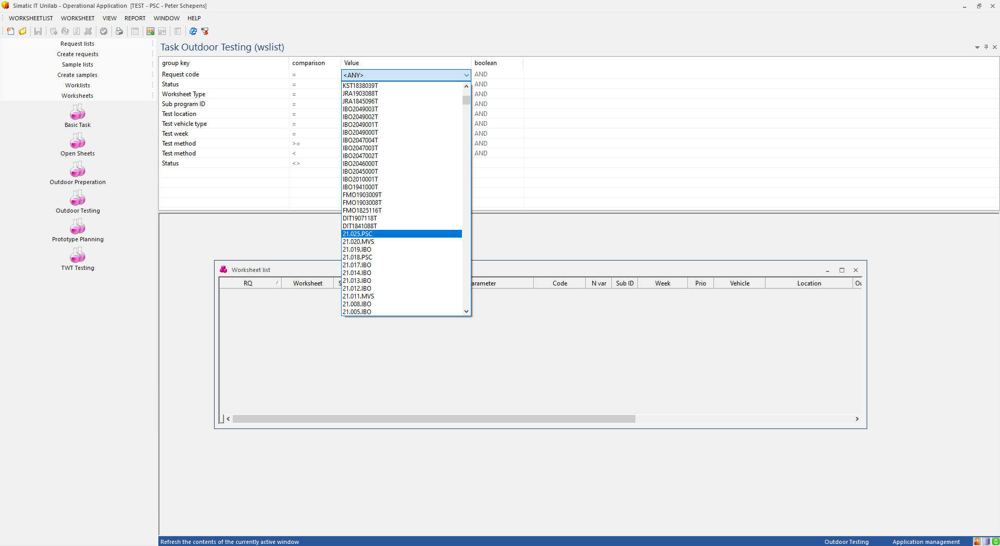 Simatic IT Unilab - Operational Application  [TEST - PSC - Peter Schepens]
WORKSHEETLIST WORKSHEET VIEW REPORT WINDOW HELP
Request lists
Create requests
Sample lists
Create samples
Worklists
Worksheets
Basic Task
Open Sheets
Outdoor Preperation
Outdoor Testing
Prototype Planning
TWT Testing
Task Outdoor Testing (wslist)
group key comparison Value boolean
Request code = <ANY> AND
Status = AND
Worksheet Type = AND
Sub program ID = AND
Test location = AND
Test vehicle type = AND
Test week = AND
Test method >= AND
Test method < AND
Status <>
KST1838039T
JRA1903088T
JRA1845096T
IBO2049003T
IBO2049002T
IBO2049001T
IBO2049000T
IBO2047004T
IBO2047003T
IBO2047002T
IBO2046000T
IBO2045000T
IBO2010001T
IBO1941000T
FMO1903009T
FMO1903008T
FMO1825116T
DIT1907118T
DIT1841088T
21.025.PSC
21.020.MVS
21.019.IBO
21.018.PSC
21.017.IBO
21.014.IBO
21.013.IBO
21.012.IBO
21.011.MVS
21.008.IBO
21.005.IBO
Worksheet list
RQ Worksheet S arameter Code N var Sub ID Week Prio Vehicle Location Ou
Refresh the contents of the currently active window Outdoor Testing Application management